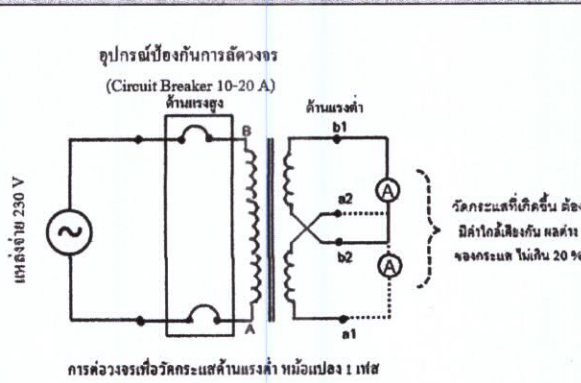 อุปกรณ์ป้องกันการลัดวงจร
(Circuit Breaker 10-20 A)
ด้านแรงสูง
ด้านแรงต่ำ
B
b1
A
a2
วัดกระแสที่เกิดขึ้น ต้อง
มีค่าใกล้เคียงกัน ผลต่าง
ของกระแส ไม่เกิน 20 %
แหล่งจ่าย 230 V
b2
A
A
a1
การต่อวงจรเพื่อวัดกระแสด้านแรงต่ำ หม้อแปลง 1 เฟส